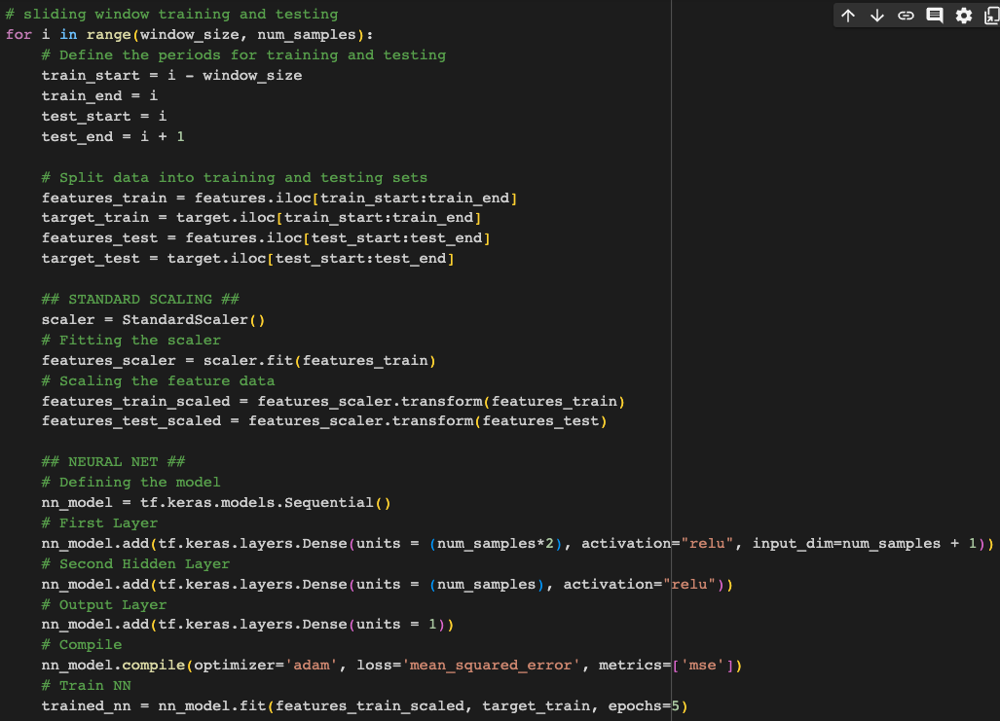 # sliding window training and testing
for i in range(window_size, num_samples):
    # Define the periods for training and testing
    train_start = i - window_size
    train_end = i
    test_start = i
    test_end = i + 1

    # Split data into training and testing sets
    features_train = features.iloc[train_start:train_end]
    target_train = target.iloc[train_start:train_end]
    features_test = features.iloc[test_start:test_end]
    target_test = target.iloc[test_start:test_end]

    ## STANDARD SCALING ##
    scaler = StandardScaler()
    # Fitting the scaler
    features_scaler = scaler.fit(features_train)
    # Scaling the feature data
    features_train_scaled = features_scaler.transform(features_train)
    features_test_scaled = features_scaler.transform(features_test)

    ## NEURAL NET ##
    # Defining the model
    nn_model = tf.keras.models.Sequential()
    # First Layer
    nn_model.add(tf.keras.layers.Dense(units = (num_samples*2), activation="relu", input_dim=num_samples + 1))
    # Second Hidden Layer
    nn_model.add(tf.keras.layers.Dense(units = (num_samples), activation="relu"))
    # Output Layer
    nn_model.add(tf.keras.layers.Dense(units = 1))
    # Compile
    nn_model.compile(optimizer='adam', loss='mean_squared_error', metrics=['mse'])
    # Train NN
    trained_nn = nn_model.fit(features_train_scaled, target_train, epochs=5)